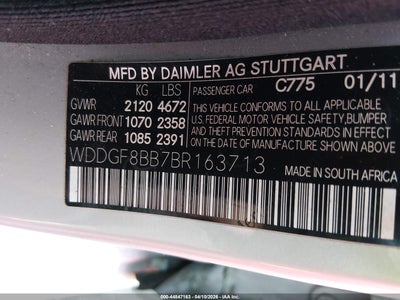 MFD BY DAIMLER AG STUTTGART
KG LBS PASSENGER CAR C775 01/11
GVWR 2120 4672
GAWR FRONT 1070 2358
GAWR REAR 1085 2391
THIS VEHICLE CONFORMS TO ALL APPLICABLE
U.S. FEDERAL MOTOR VEHICLE SAFETY,BUMPER
AND THEFT PREVENTION STANDARDS IN EFFECT
ON THE DATE OF MANUFACTURE SHOWN ABOVE.
WDDGF8BB7BR163713
MADE IN SOUTH AFRICA
000-44847163 - 04/10/2026 - IAA